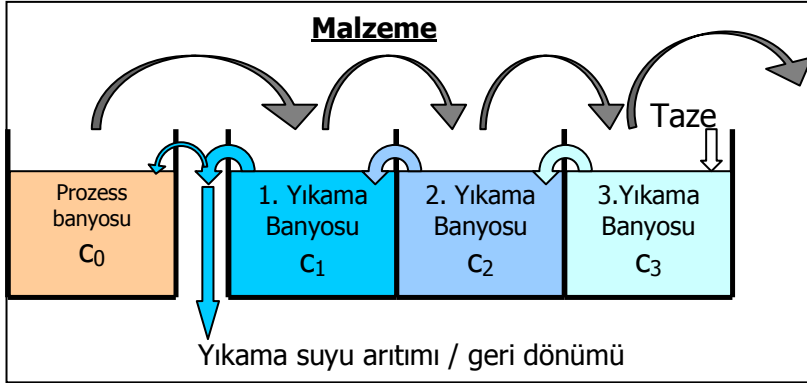 Malzeme
Taze
Prozess
banyosu
C0
1. Yıkama
Banyosu
C1
2. Yıkama
Banyosu
C2
3.Yıkama
Banyosu
C3
Yıkama suyu arıtımı / geri dönümü